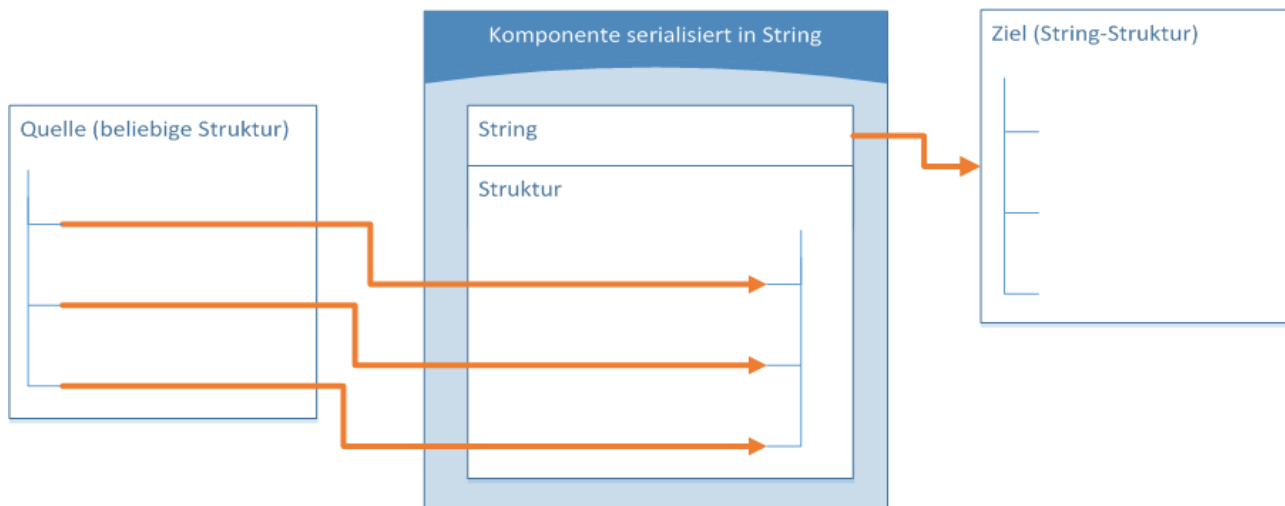 Komponente serialisiert in String
Ziel (String-Struktur)
Quelle (beliebige Struktur)
String
Struktur